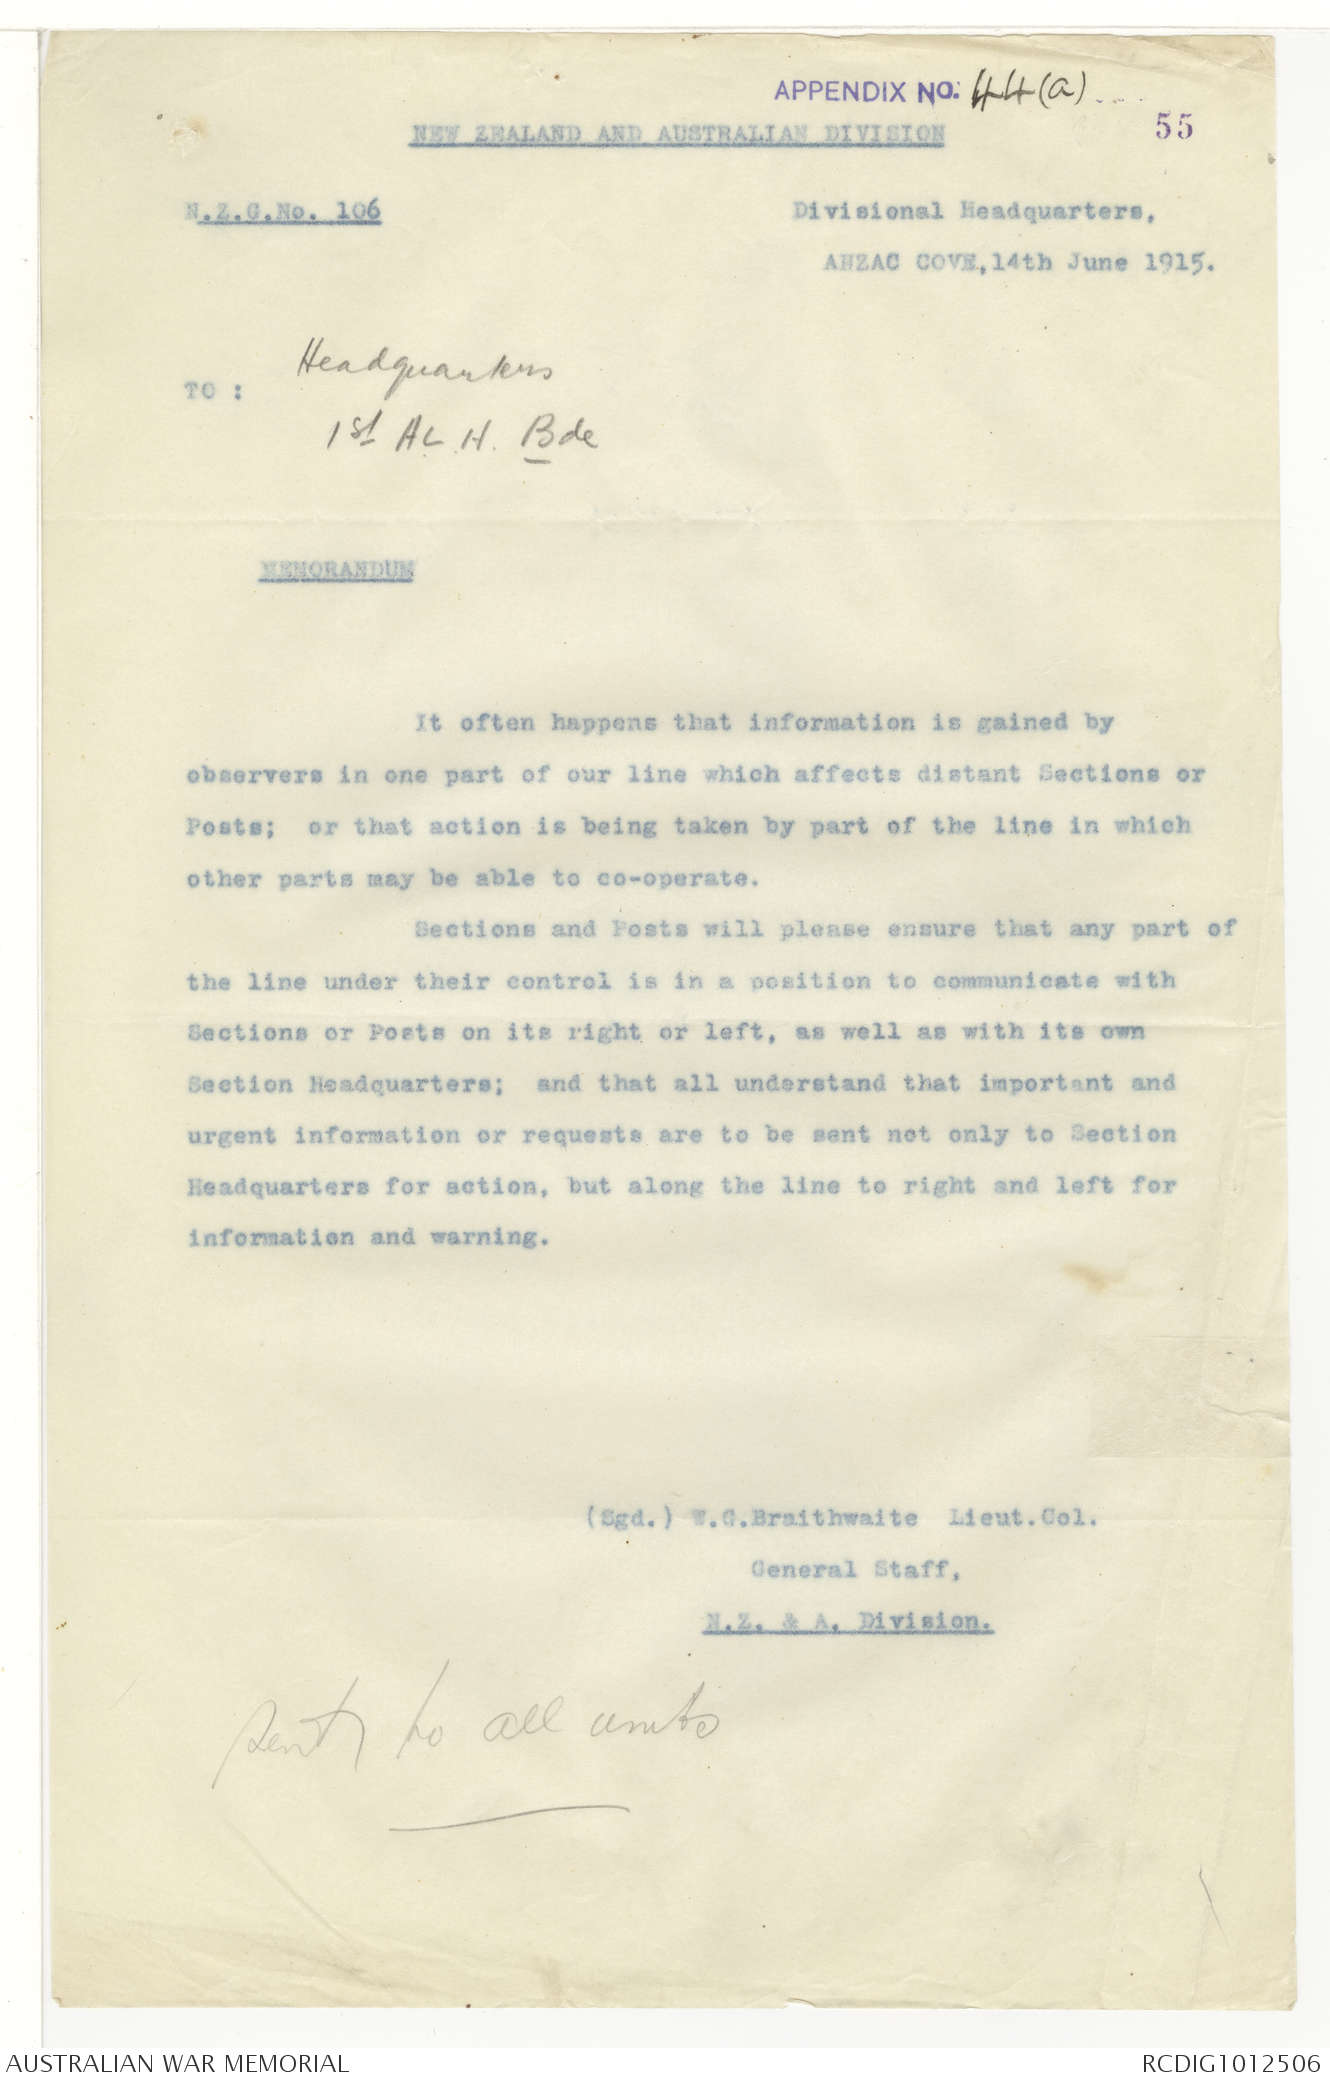 APPENDIX NO. 44(a)
55
NEW ZEALAND AND AUSTRALIAN DIVISION
N.Z.G.No. 106
Divisional Headquarters,
ANZAC COVE,14th June 1915.
Headquarters
TO :
1st A L H. Bde
MEMORANDUM
It often happens that information is gained by
observers in one part of our line which affects distant Sections or
Posts; or that action is being taken by part of the line in which
other parts may be able to co-operate.
Sections and Posts will please ensure that any part of
the line under their control is in a position to communicate with
Sections or Posts on its right or left, as well as with its own
Section Headquarters; and that all understand that important and
urgent information or requests are to be sent not only to Section
Headquarters for action, but along the line to right and left for
information and warning.
(Sgd.) W.G.Braithwaite Lieut.Col.
General Staff,
N.Z. & A. Division.
sent to all units
AUSTRALIAN WAR MEMORIAL
RCDIG1012506